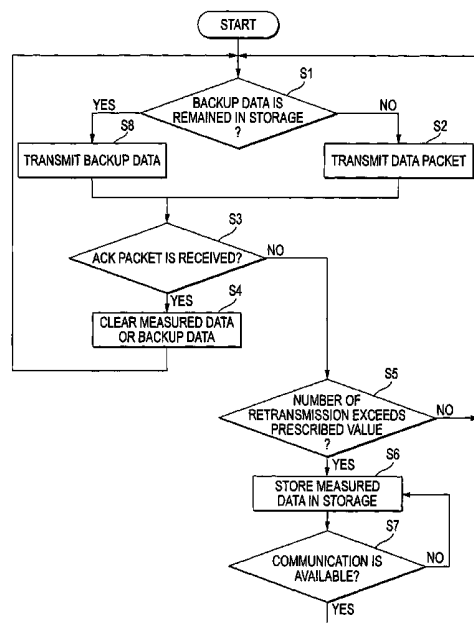 START
S1
BACKUP DATA IS
REMAINED IN STORAGE
?
YES
NO
S8
TRANSMIT BACKUP DATA
S2
TRANSMIT DATA PACKET
S3
ACK PACKET IS RECEIVED?
NO
YES
S4
CLEAR MEASURED DATA
OR BACKUP DATA
S5
NUMBER OF
RETRANSMISSION EXCEEDS
PRESCRIBED VALUE
?
NO
YES
S6
STORE MEASURED
DATA IN STORAGE
S7
COMMUNICATION IS
AVAILABLE?
NO
YES